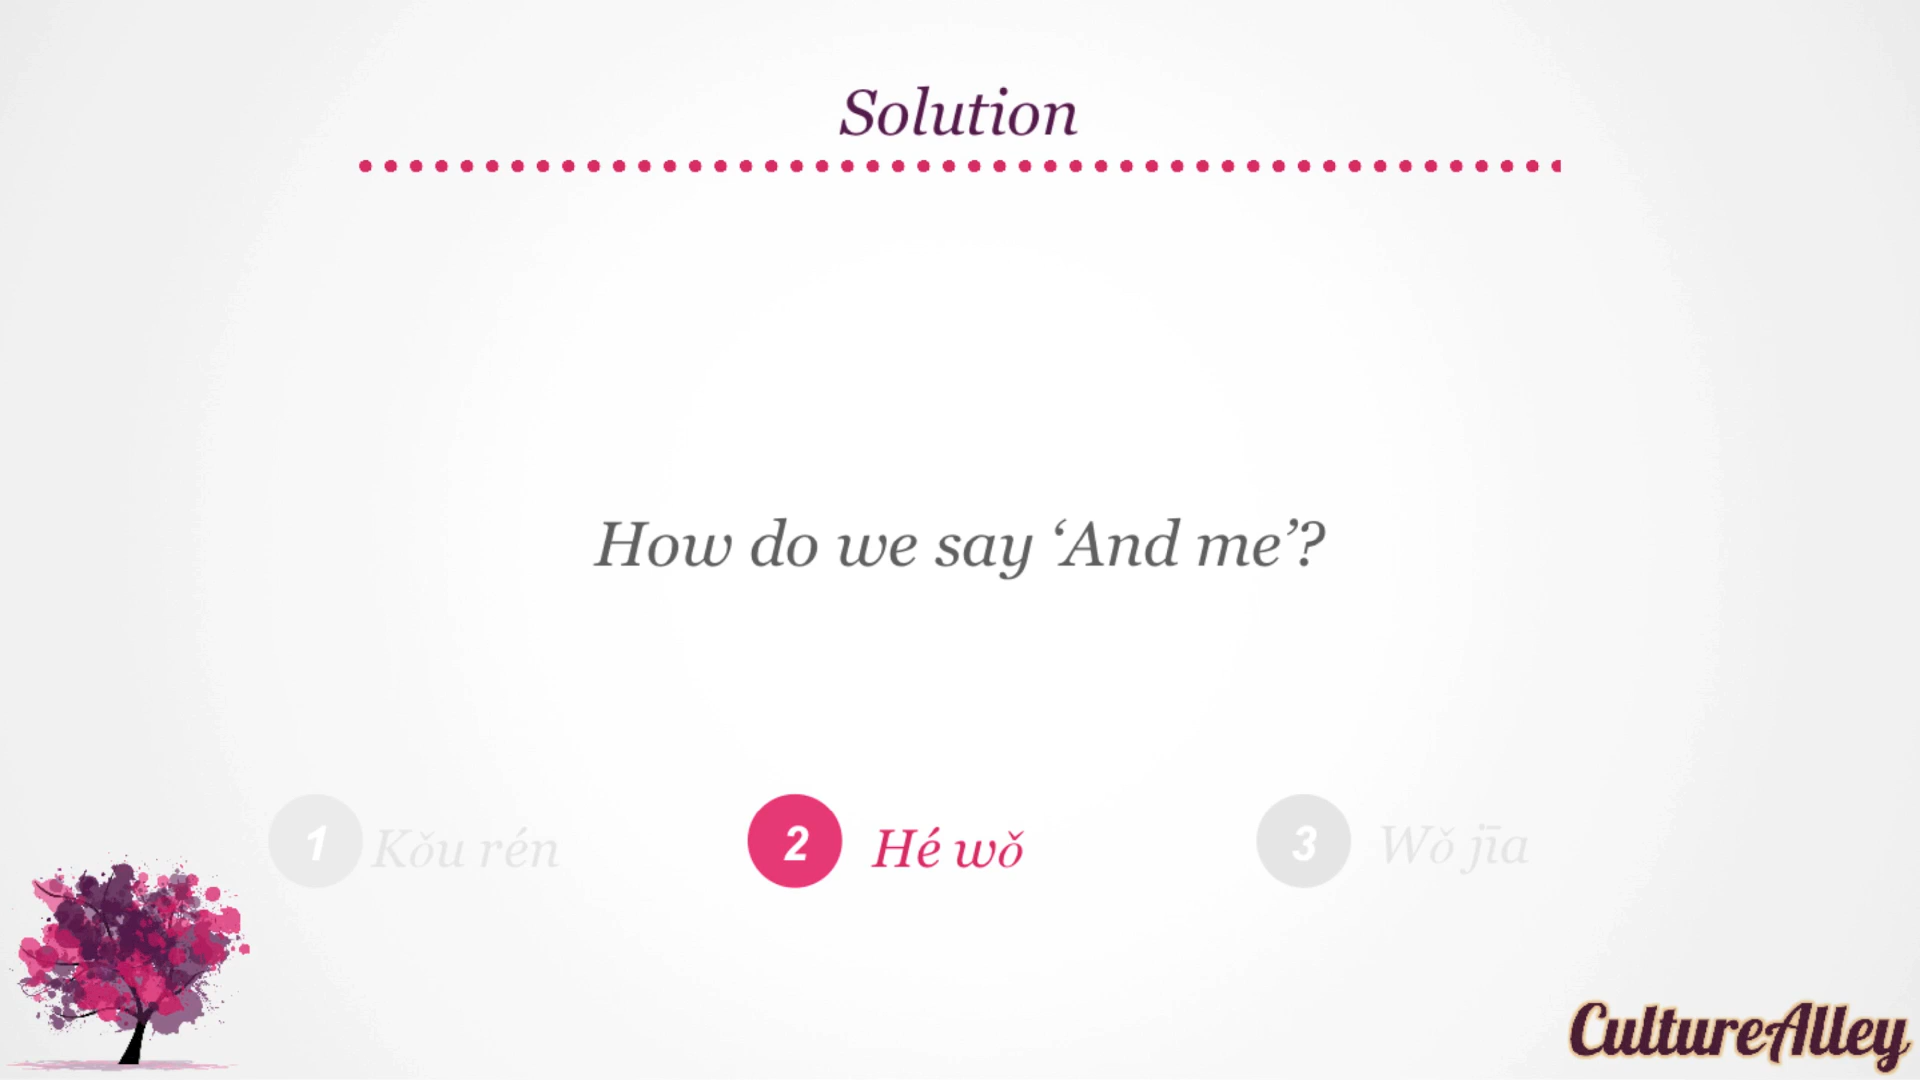 Solution
How do we say ‘And me’?
1 Kǒu rén
2 Hé wǒ
3 Wǒ jīa
CultureAlley